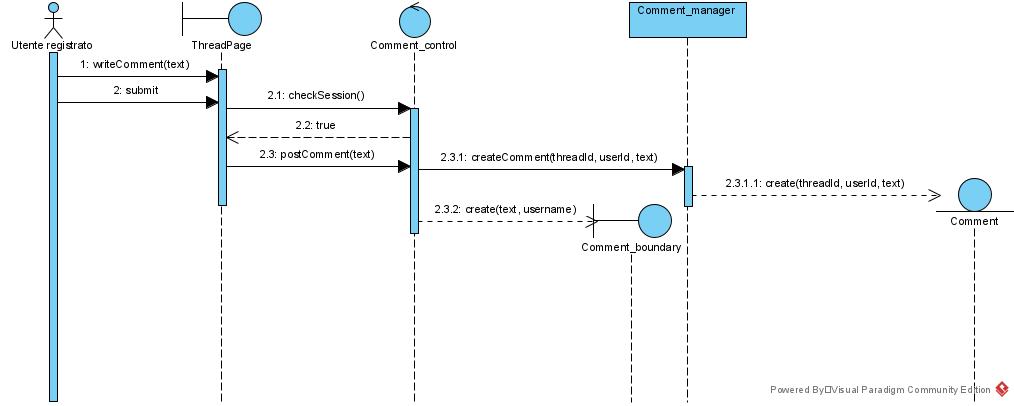 Utente registrato
ThreadPage
Comment_control
Comment_manager
1: writeComment(text)
2: submit
2.1: checkSession()
2.2: true
2.3: postComment(text)
2.3.1: createComment(threadId, userId, text)
2.3.1.1: create(threadId, userId, text)
2.3.2: create(text, username)
Comment
Comment_boundary
Powered By Visual Paradigm Community Edition